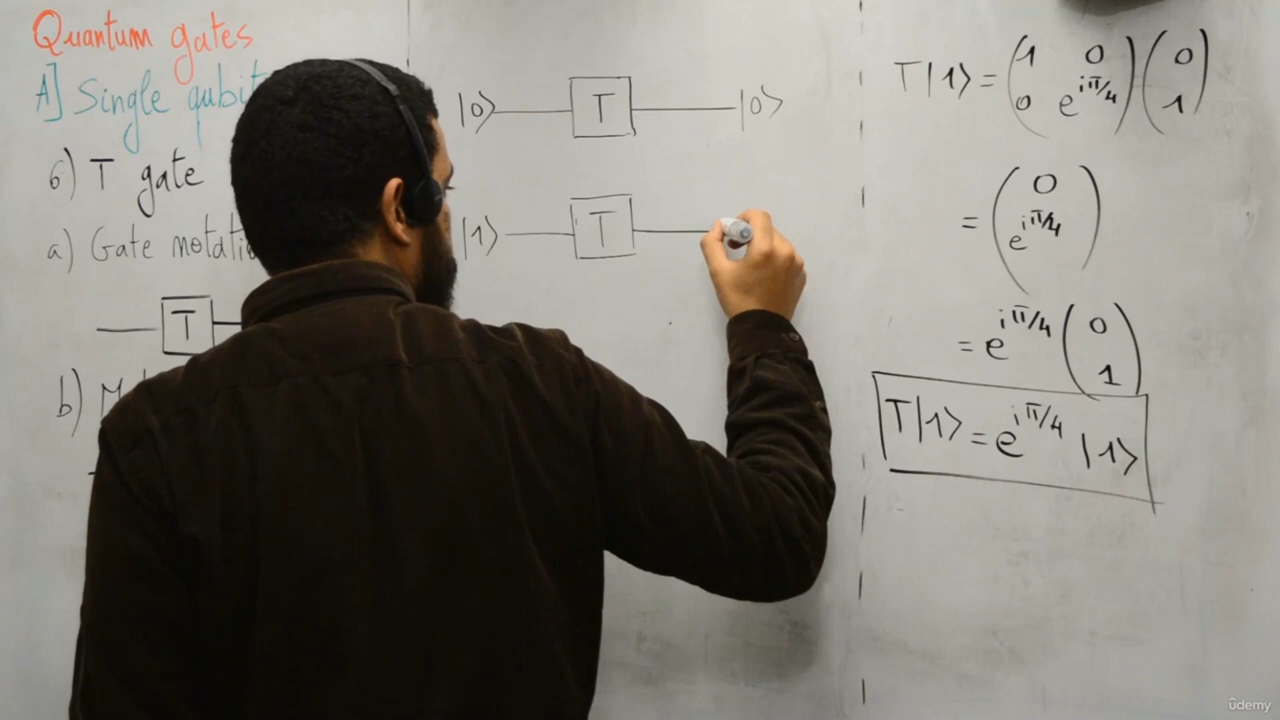 Quantum gates
A] Single qubit
6) T gate
a) Gate notati
T
b) M
|0> T |0>
|1> T
T|1> = (1 0 0 e^{iπ/4}) (0 1)
= (0 e^{iπ/4})
= e^{iπ/4} (0 1)
T|1> = e^{iπ/4} |1>
ûdemy